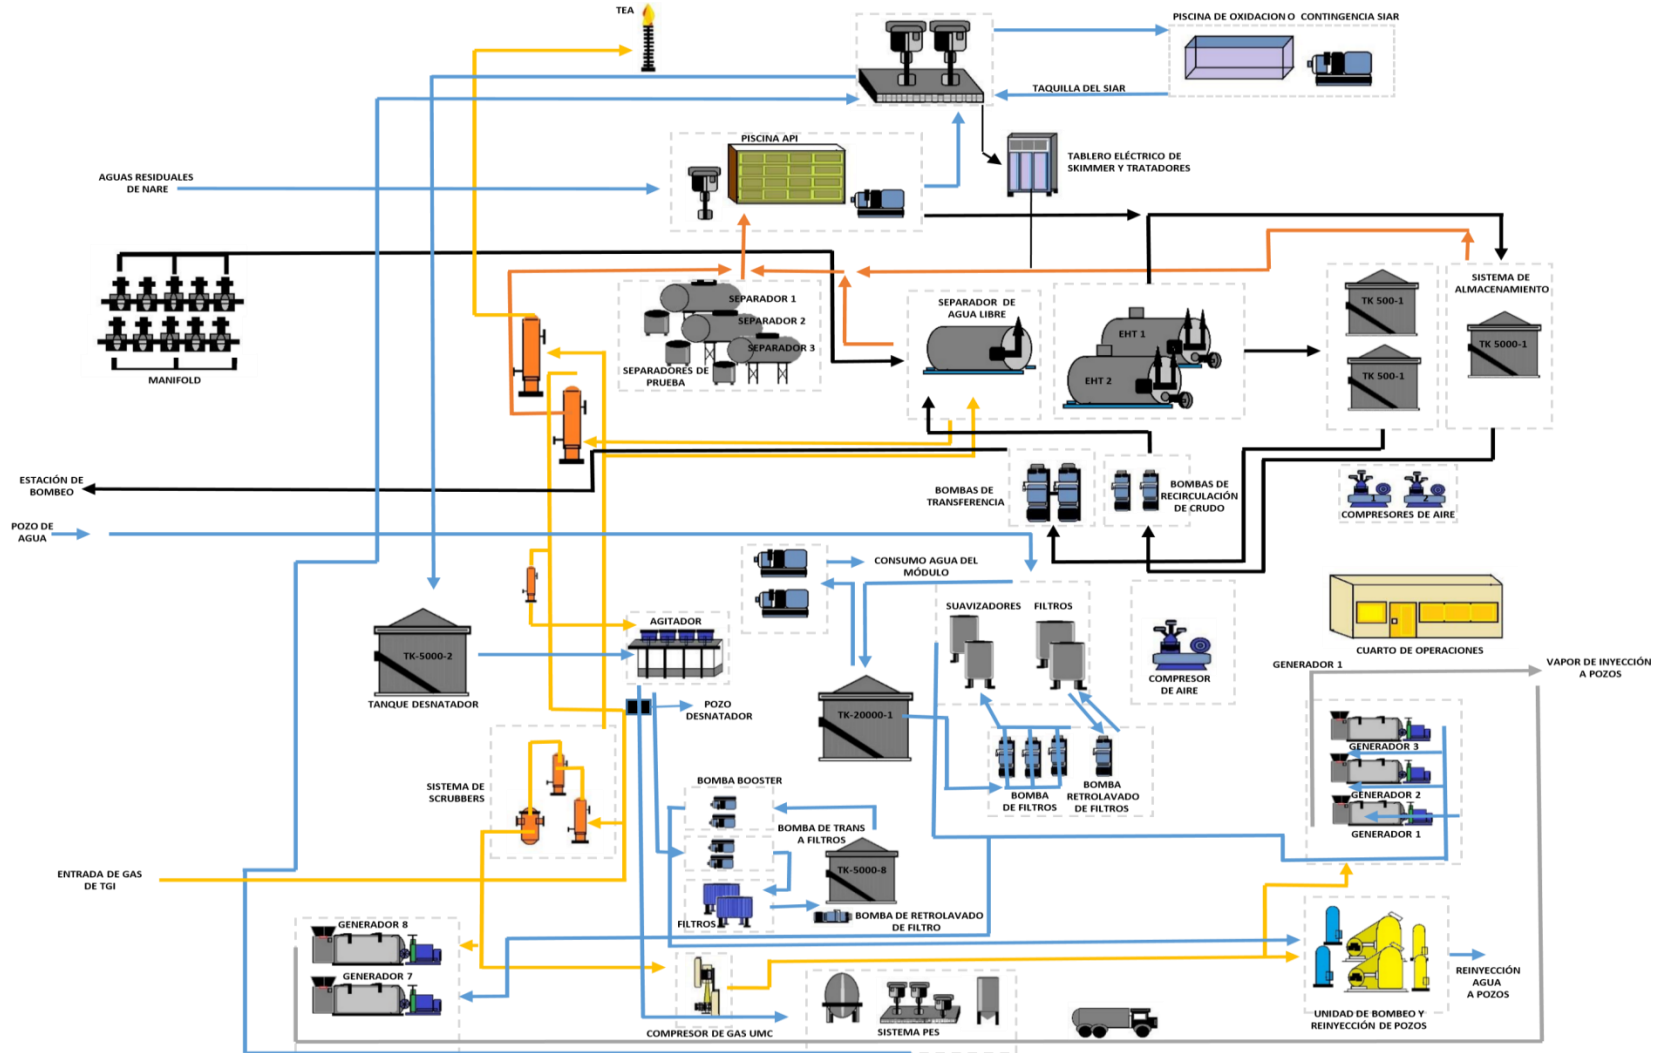 TEA
PISCINA DE OXIDACION O CONTINGENCIA SIAR
TAQUILLA DEL SIAR
PISCINA API
TABLERO ELÉCTRICO DE
SKIMMER Y TRATADORES
AGUAS RESIDUALES
DE NARE
MANIFOLD
SEPARADOR 1
SEPARADOR 2
SEPARADOR 3
SEPARADORES DE
PRUEBA
SEPARADOR DE
AGUA LIBRE
EHT 1
EHT 2
TK 500-1
TK 500-1
SISTEMA DE
ALMACENAMIENTO
TK 5000-1
ESTACIÓN DE
BOMBEO
BOMBAS DE
TRANSFERENCIA
BOMBAS DE
RECIRCULACIÓN
DE CRUDO
1
2
COMPRESORES DE AIRE
POZO DE
AGUA
CONSUMO AGUA DEL
MÓDULO
SUAVIZADORES
FILTROS
AGITADOR
TK-5000-2
TANQUE DESNATADOR
POZO
DESNATADOR
TK-20000-1
COMPRESOR
DE AIRE
CUARTO DE OPERACIONES
GENERADOR 1
VAPOR DE INYECCIÓN
A POZOS
GENERADOR 3
GENERADOR 2
GENERADOR 1
BOMBA
DE FILTROS
BOMBA
RETROLAVADO
DE FILTROS
SISTEMA DE
SCRUBBERS
BOMBA BOOSTER
BOMBA DE TRANS
A FILTROS
TK-5000-8
FILTROS
BOMBA DE RETROLAVADO
DE FILTRO
ENTRADA DE GAS
DE TGI
GENERADOR 8
GENERADOR 7
COMPRESOR DE GAS UMC
SISTEMA PES
UNIDAD DE BOMBEO Y
REINYECCIÓN DE POZOS
REINYECCIÓN
AGUA
A POZOS